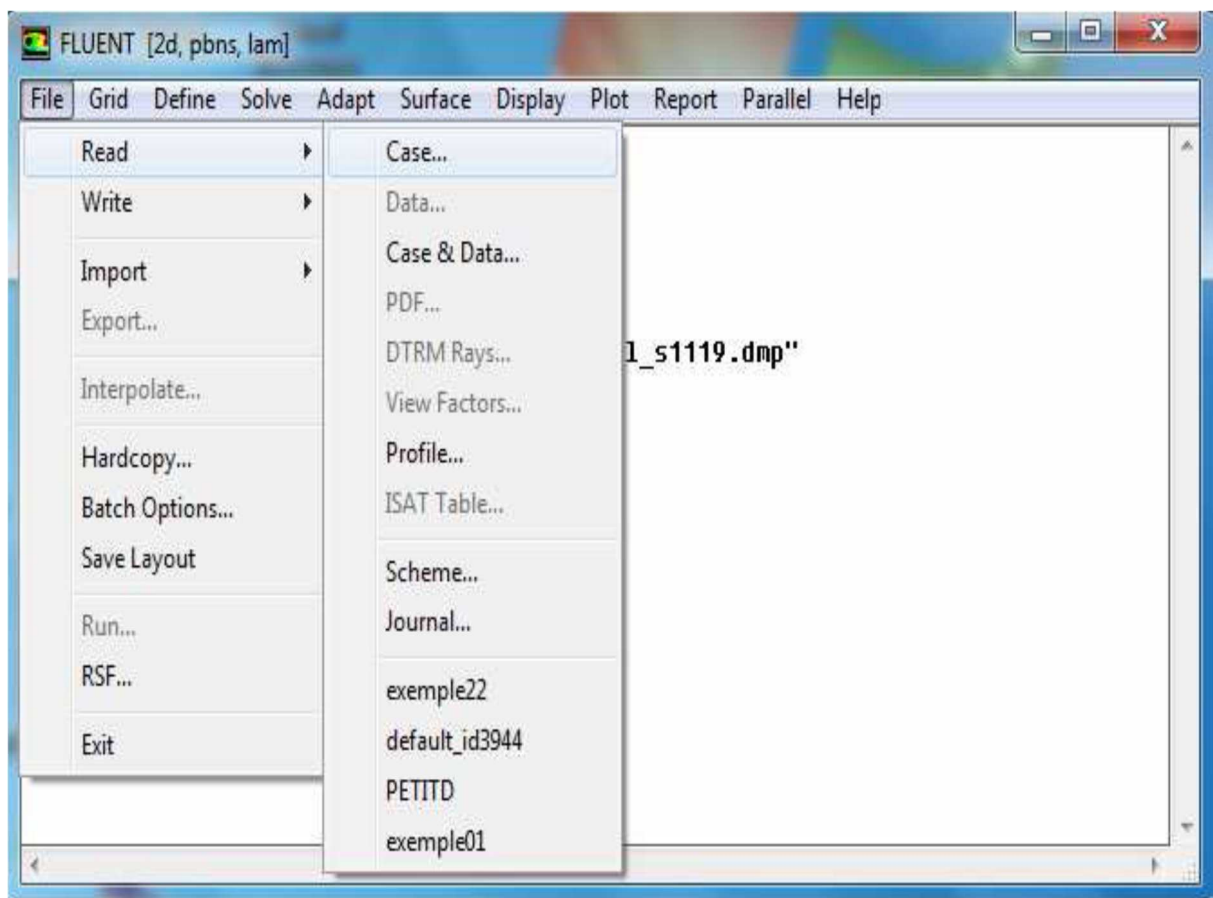 FLUENT [2d, pbns, lam]
File Grid Define Solve Adapt Surface Display Plot Report Parallel Help
Read
Write
Import
Export...
Interpolate...
Hardcopy...
Batch Options...
Save Layout
Run...
RSF...
Exit
Case...
Data...
Case & Data...
PDF...
DTRM Rays...
View Factors...
Profile...
ISAT Table...
Scheme...
Journal...
exemple22
default_id3944
PETITD
exemple01
l_s1119.dmp"